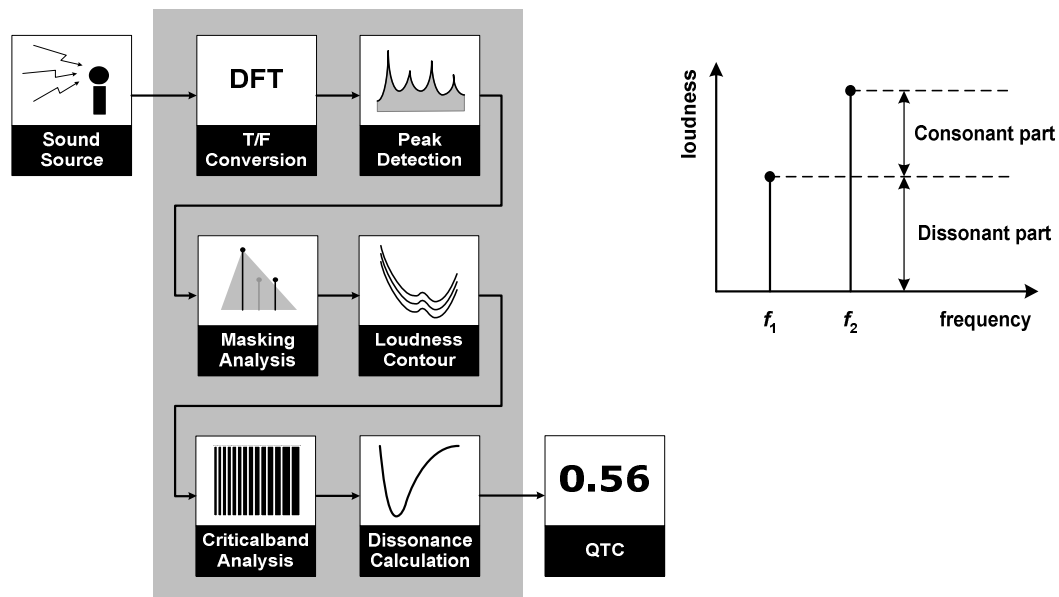 Sound
Source
DFT
T/F
Conversion
Peak
Detection
Masking
Analysis
Loudness
Contour
Criticalband
Analysis
Dissonance
Calculation
0.56
QTC
loudness
Consonant part
Dissonant part
f1
f2
frequency